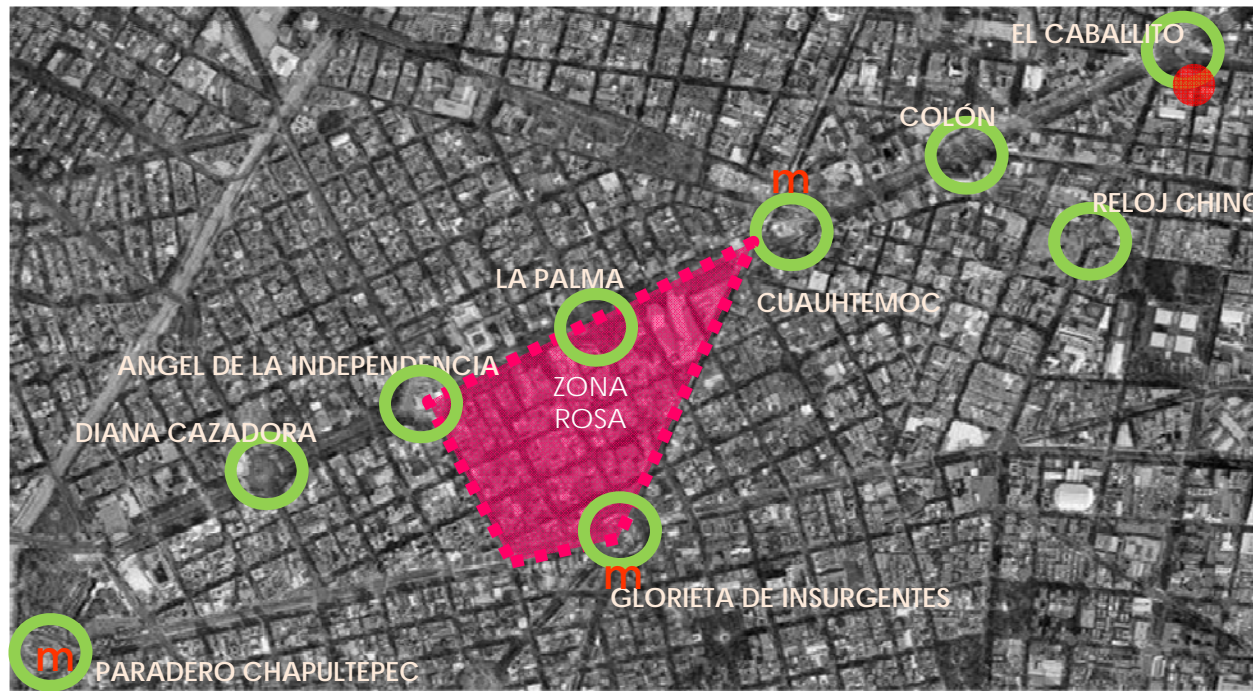 EL CABALLITO
COLÓN
m
RELOJ CHINO
LA PALMA
CUAUHTEMOC
ANGEL DE LA INDEPENDENCIA
ZONA
ROSA
DIANA CAZADORA
m
GLORIETA DE INSURGENTES
m
PARADERO CHAPULTEPEC